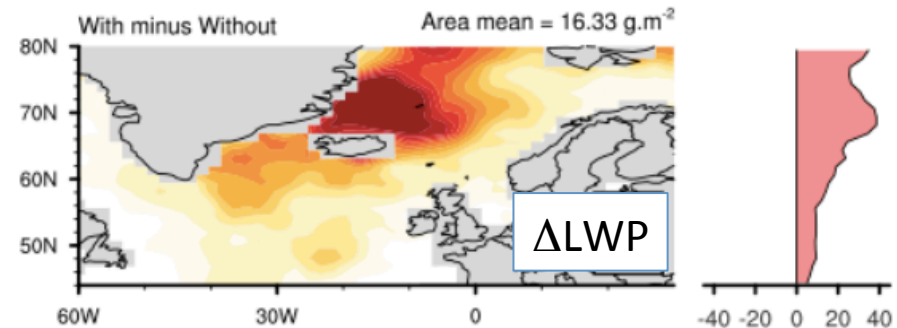 With minus Without
Area mean = 16.33 g.m-2
80N
70N
60N
50N
ΔLWP
60W 30W 0
-40 -20 0 20 40